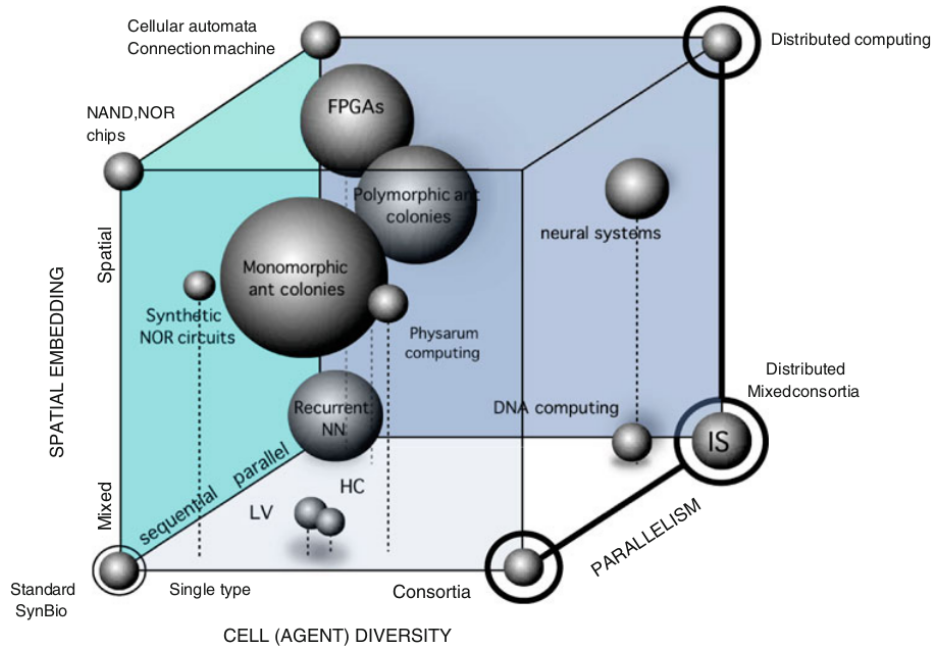 Cellular automata
Connection machine
Distributed computing
NAND,NOR
chips
FPGAs
Polymorphic ant
colonies
neural systems
Spatial
Monomorphic
ant colonies
Synthetic
NOR circuits
Physarum
computing
SPATIAL EMBEDDING
Distributed
Mixedconsortia
Recurrent
NN
DNA computing
IS
sequential parallel
Mixed
HC
LV
PARALLELISM
Standard
SynBio
Single type
Consortia
CELL (AGENT) DIVERSITY